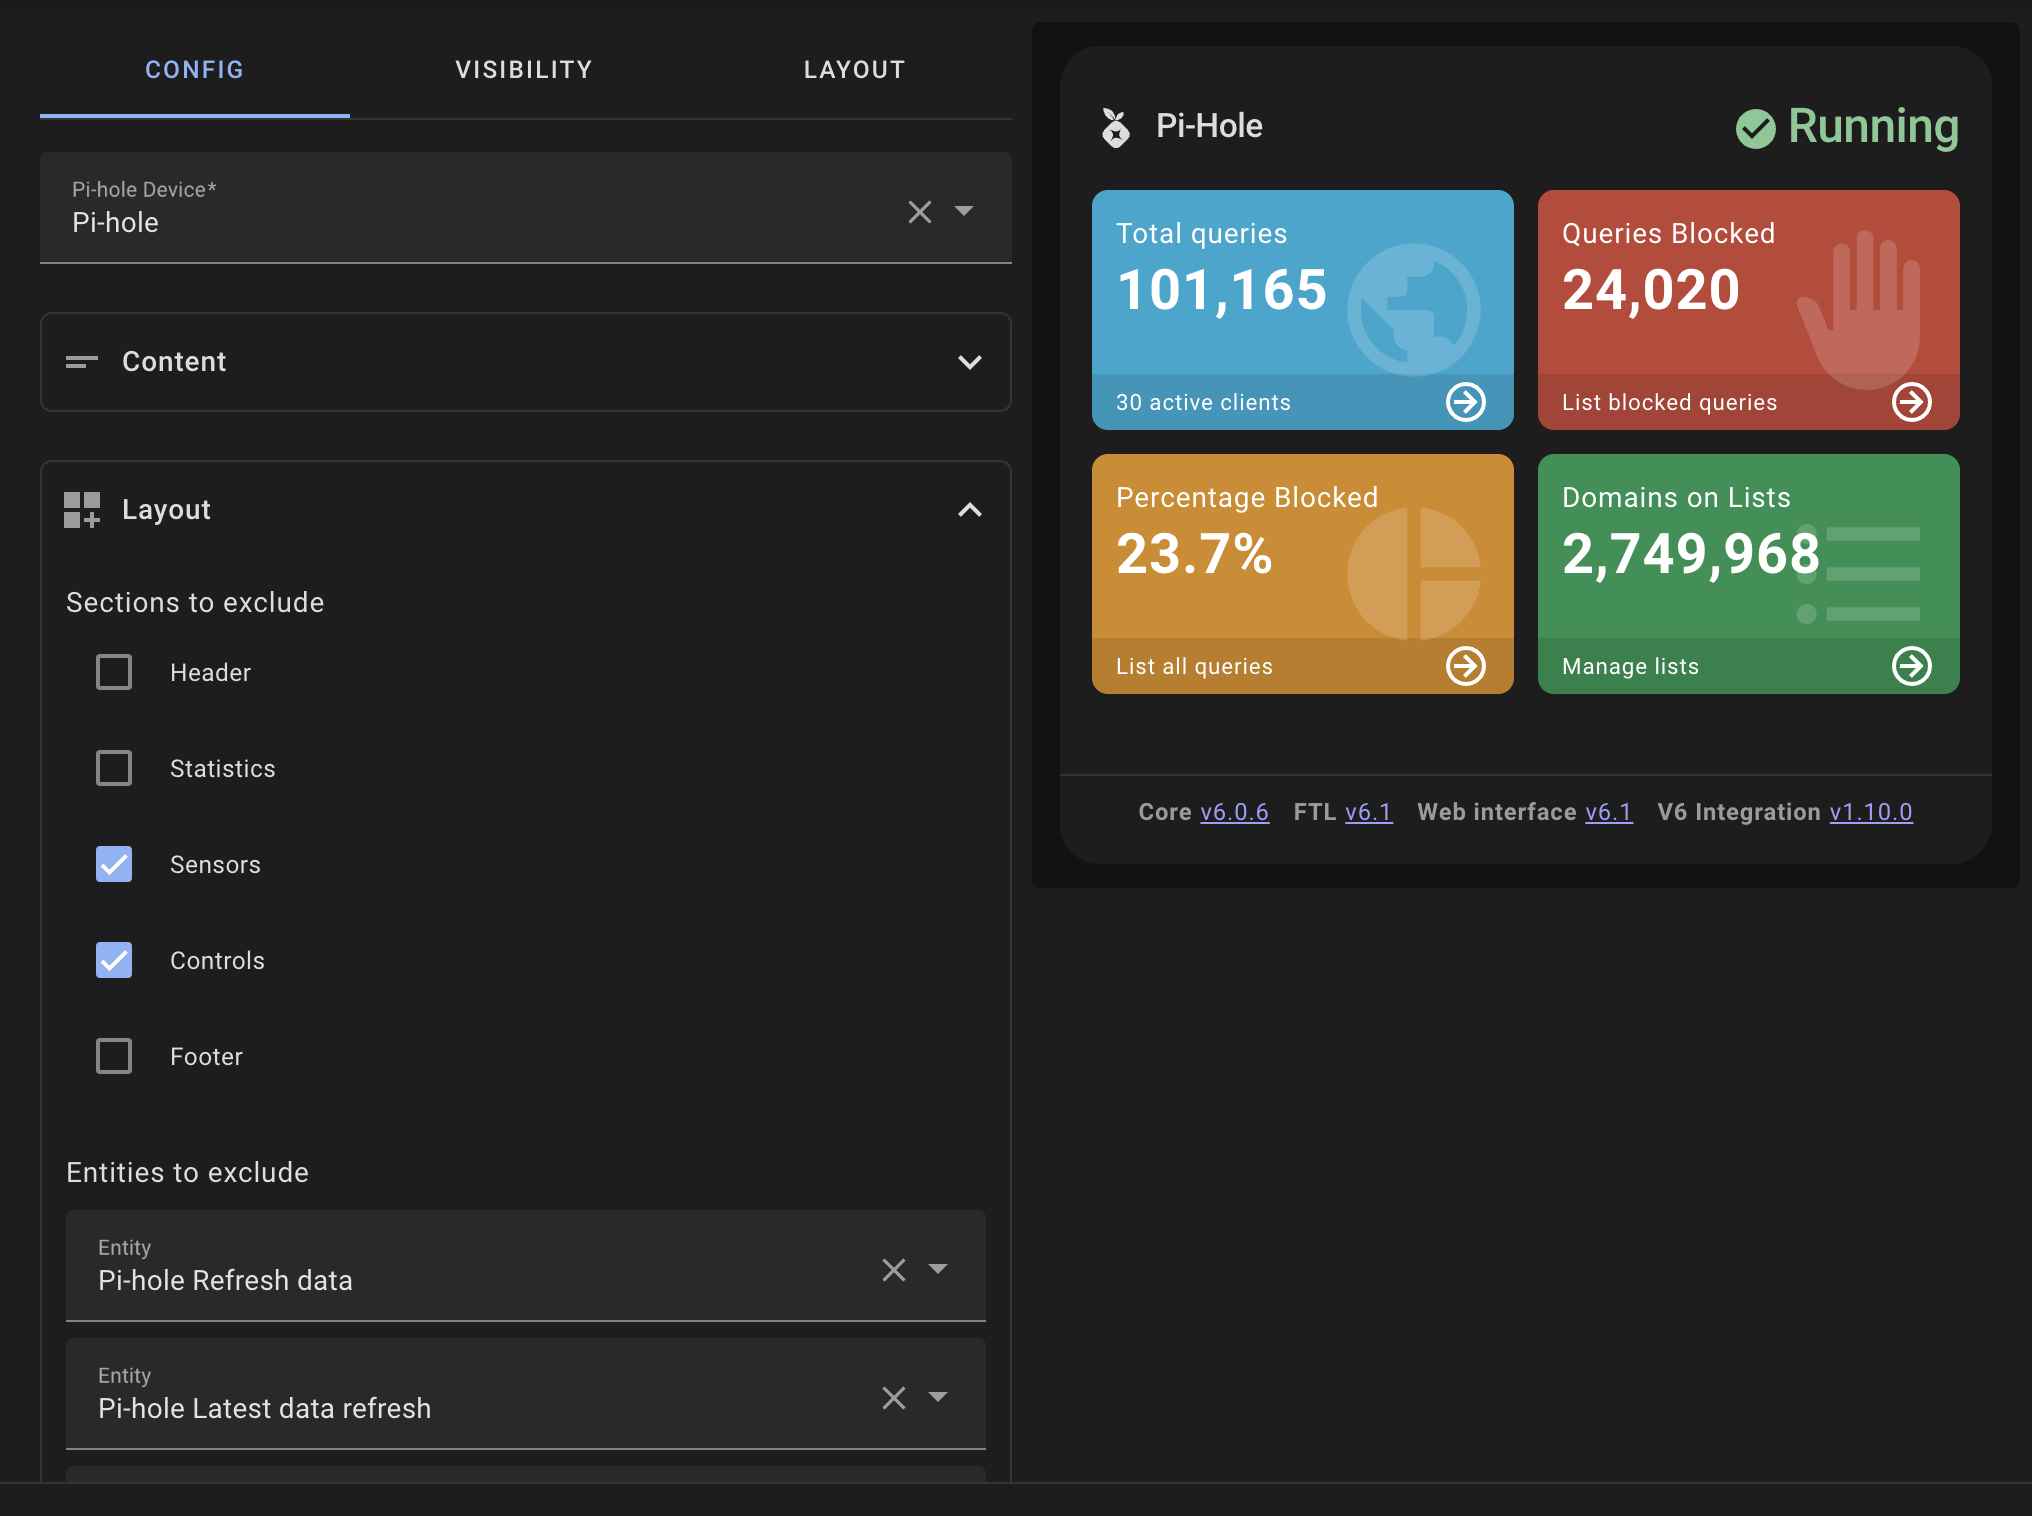 CONFIG
VISIBILITY
LAYOUT
Pi-hole Device*
Pi-hole
Content
Layout
Sections to exclude
Header
Statistics
Sensors
Controls
Footer
Entities to exclude
Entity
Pi-hole Refresh data
Entity
Pi-hole Latest data refresh
Pi-Hole
Running
Total queries
101,165
30 active clients
Queries Blocked
24,020
List blocked queries
Percentage Blocked
23.7%
List all queries
Domains on Lists
2,749,968
Manage lists
Core v6.0.6 FTL v6.1 Web interface v6.1 V6 Integration v1.10.0